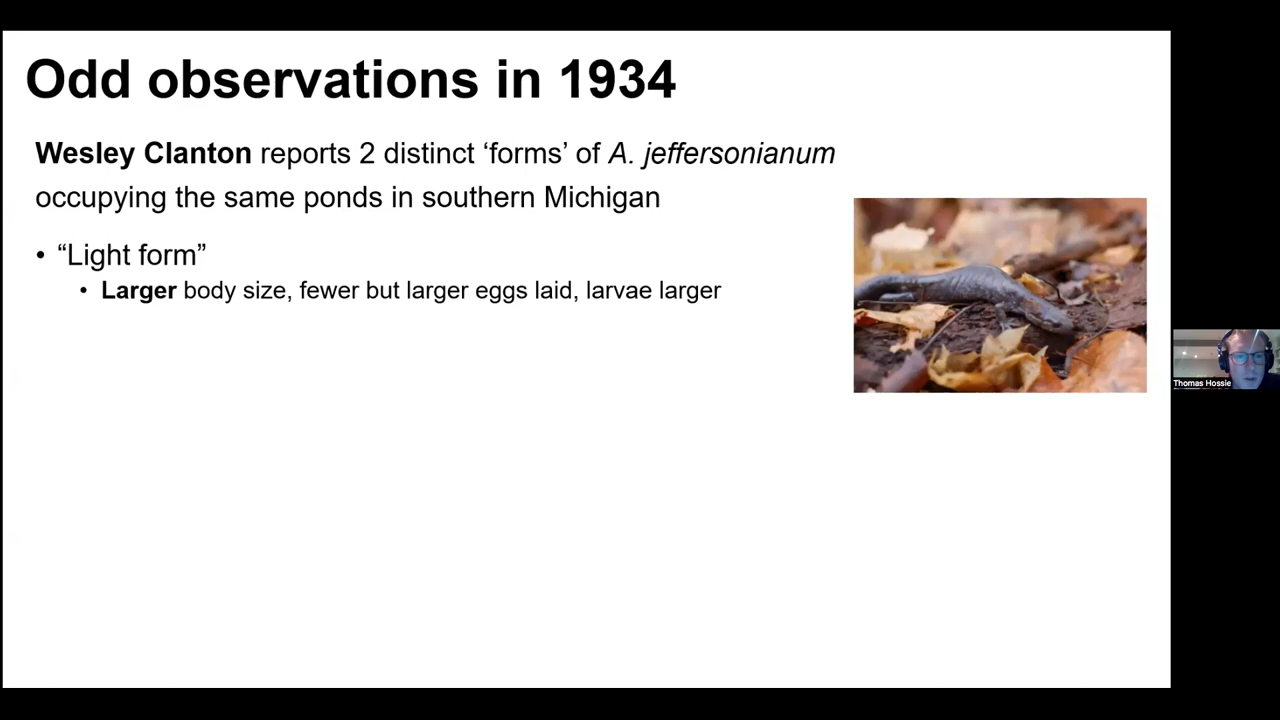 Odd observations in 1934
Wesley Clanton reports 2 distinct ‘forms’ of A. jeffersonianum
occupying the same ponds in southern Michigan
• “Light form”
• Larger body size, fewer but larger eggs laid, larvae larger
Thomas Hossie